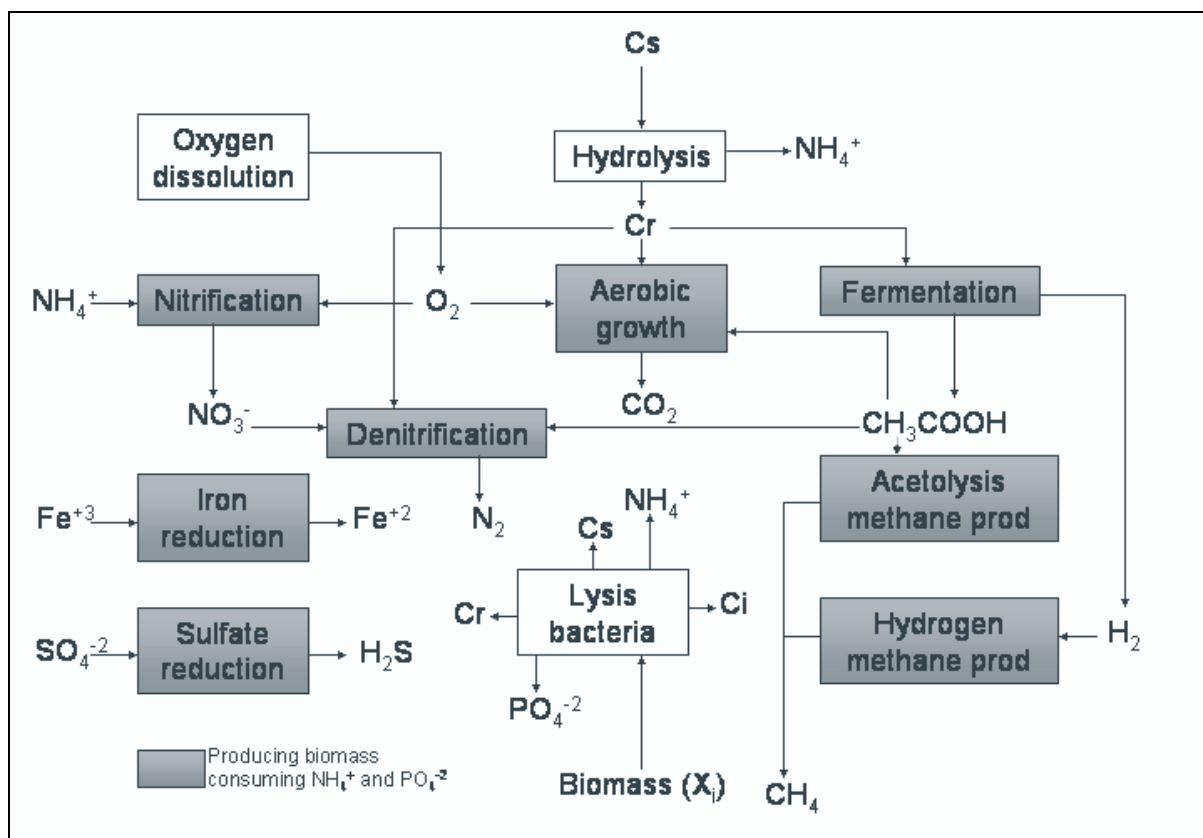 Cs
Oxygen
dissolution
Hydrolysis
NH₄⁺
Cr
NH₄⁺
Nitrification
O₂
Aerobic
growth
Fermentation
NO₃⁻
Denitrification
CO₂
CH₃COOH
Fe⁺³
Iron
reduction
Fe⁺²
N₂
NH₄⁺
Cs
Acetolysis
methane prod
Cr
Lysis
bacteria
Ci
SO₄⁻²
Sulfate
reduction
H₂S
Hydrogen
methane prod
H₂
PO₄⁻²
Producing biomass
consuming NH₄⁺ and PO₄⁻²
Biomass (Xᵢ)
CH₄